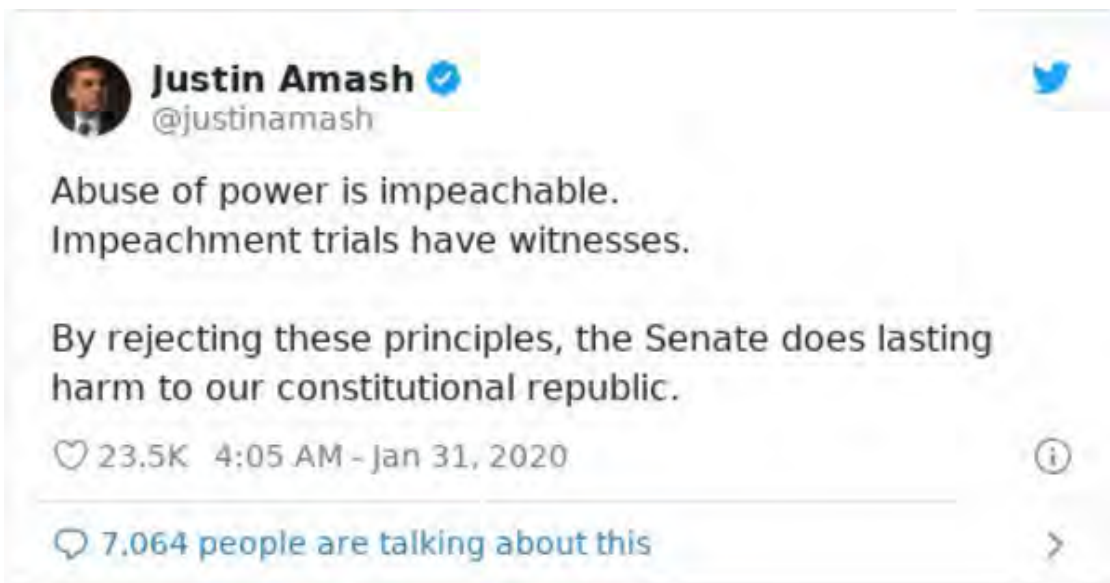 Justin Amash
@justinamash
Abuse of power is impeachable.
Impeachment trials have witnesses.
By rejecting these principles, the Senate does lasting
harm to our constitutional republic.
23.5K 4:05 AM - Jan 31, 2020
7,064 people are talking about this